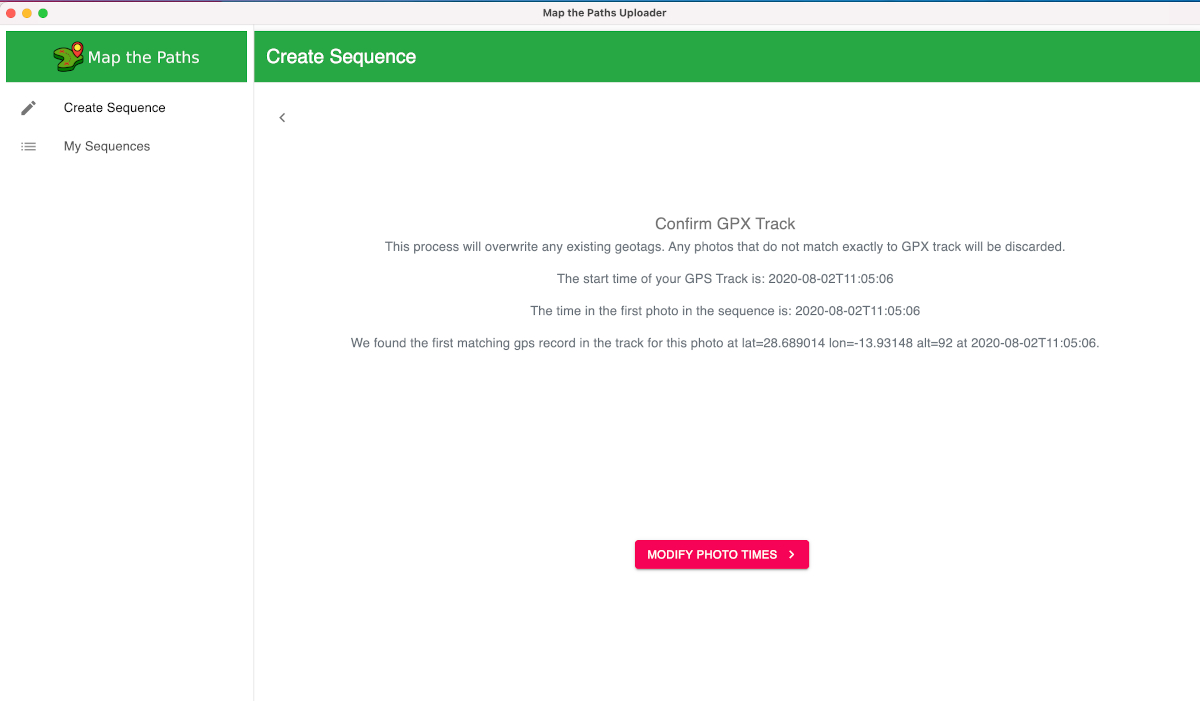 Map the Paths Uploader
Map the Paths
Create Sequence
Create Sequence
My Sequences
Confirm GPX Track
This process will overwrite any existing geotags. Any photos that do not match exactly to GPX track will be discarded.
The start time of your GPS Track is: 2020-08-02T11:05:06
The time in the first photo in the sequence is: 2020-08-02T11:05:06
We found the first matching gps record in the track for this photo at lat=28.689014 lon=-13.93148 alt=92 at 2020-08-02T11:05:06.
MODIFY PHOTO TIMES